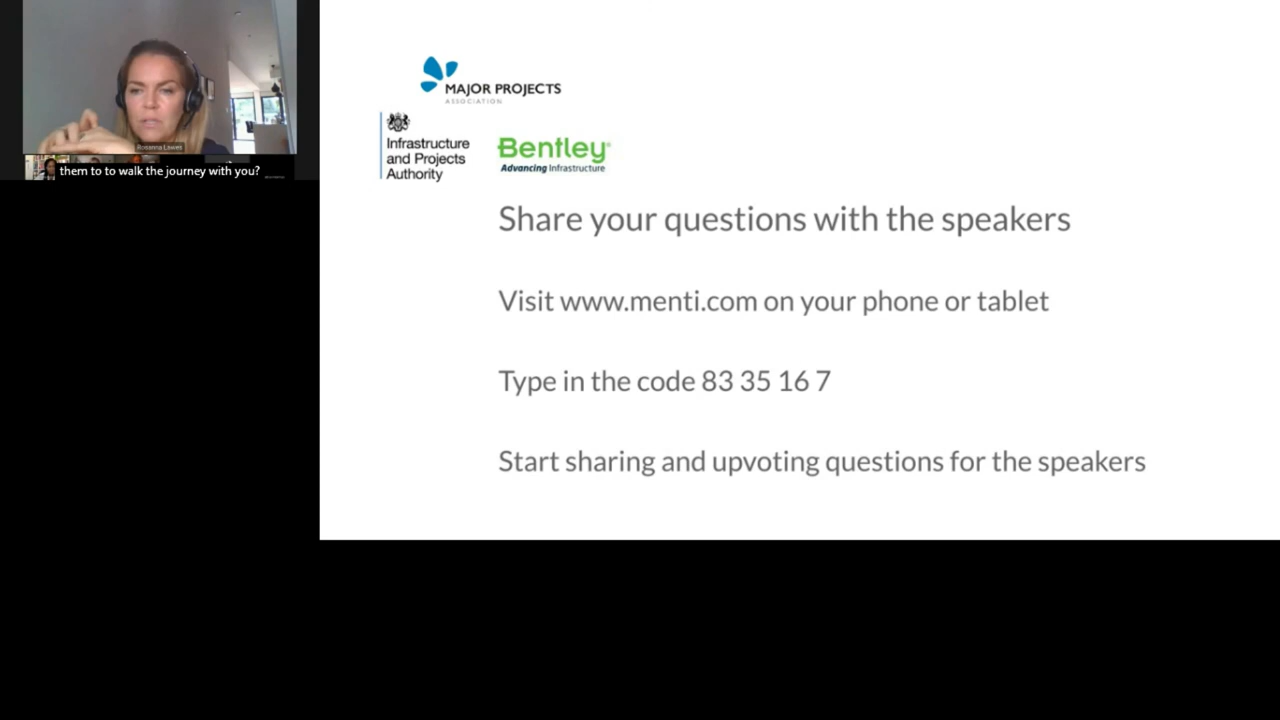 Rosanna Lawes
them to to walk the journey with you?
MAJOR PROJECTS
ASSOCIATION
Infrastructure
and Projects
Authority
Bentley
Advancing Infrastructure
Share your questions with the speakers
Visit www.menti.com on your phone or tablet
Type in the code 83 35 16 7
Start sharing and upvoting questions for the speakers